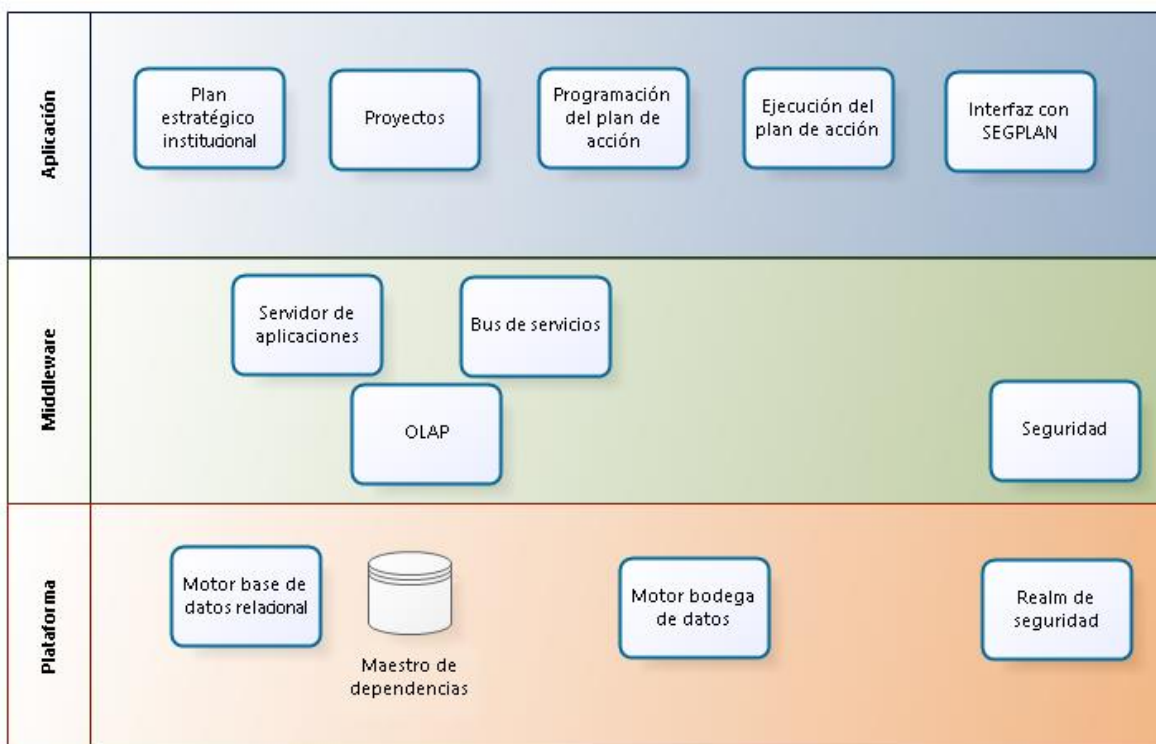 Aplicación
Plan
estratégico
institucional
Proyectos
Programación
del plan de
acción
Ejecución del
plan de acción
Interfaz con
SEGPLAN
Middleware
Servidor de
aplicaciones
Bus de servicios
OLAP
Seguridad
Plataforma
Motor base de
datos relacional
Maestro de
dependencias
Motor bodega
de datos
Realm de
seguridad